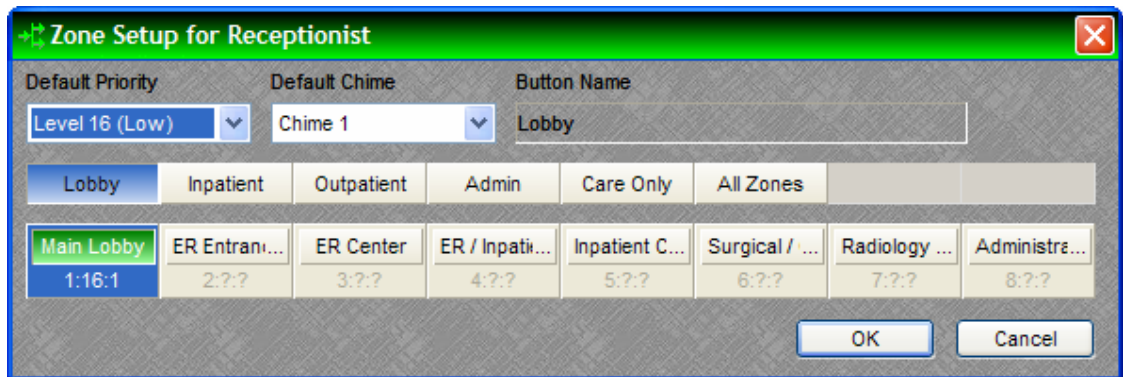 Zone Setup for Receptionist
Default Priority Default Chime Button Name
Level 16 (Low) Chime 1 Lobby
Lobby Inpatient Outpatient Admin Care Only All Zones
Main Lobby ER Entranc... ER Center ER / Inpatie... Inpatient C... Surgical / ... Radiology ... Administra...
1:16:1 2:?:? 3:?:? 4:?:? 5:?:? 6:?:? 7:?:? 8:?:?
OK Cancel